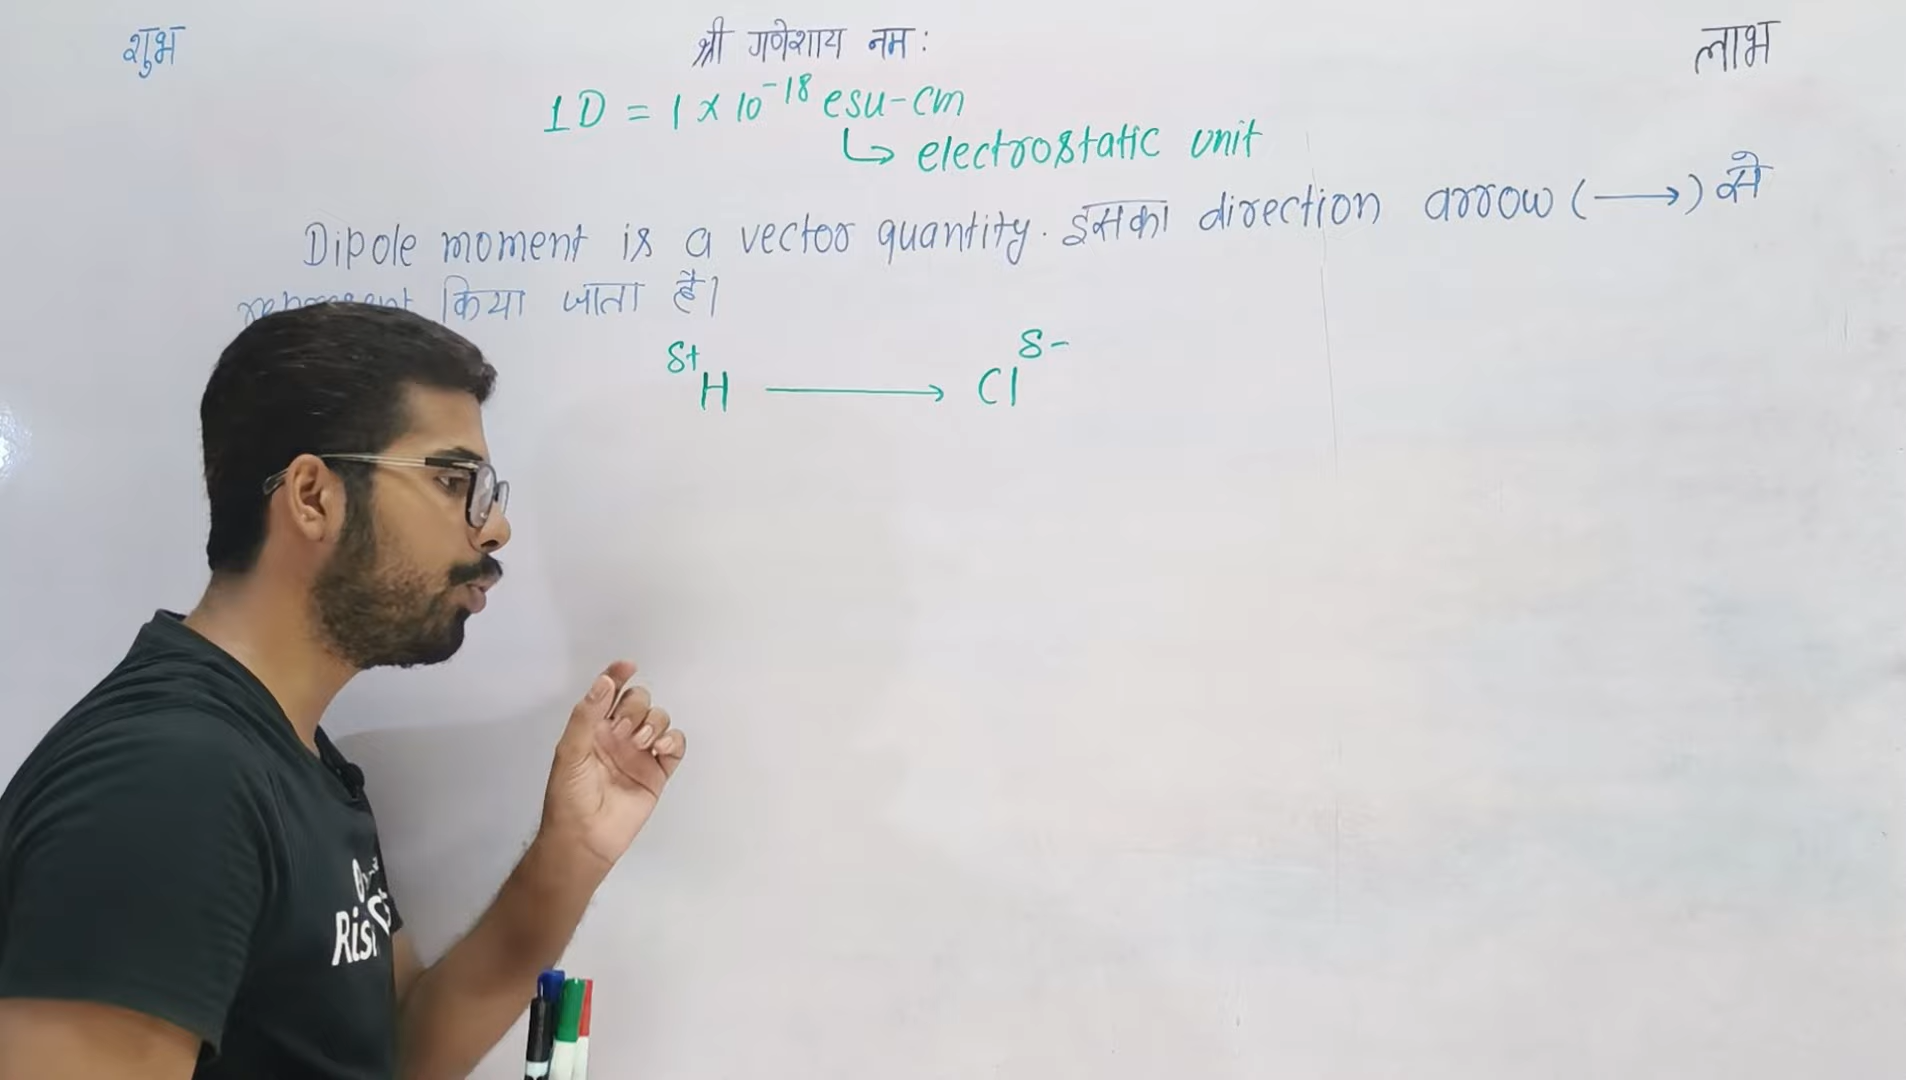 शुभ श्री गणेशाय नमः लाभ
1D = 1 × 10⁻¹⁸ esu-cm
↳ electrostatic unit
Dipole moment is a vector quantity. इसका direction arrow (⟶) से
represent किया जाता है।
δ+ H ⟶ Cl δ-